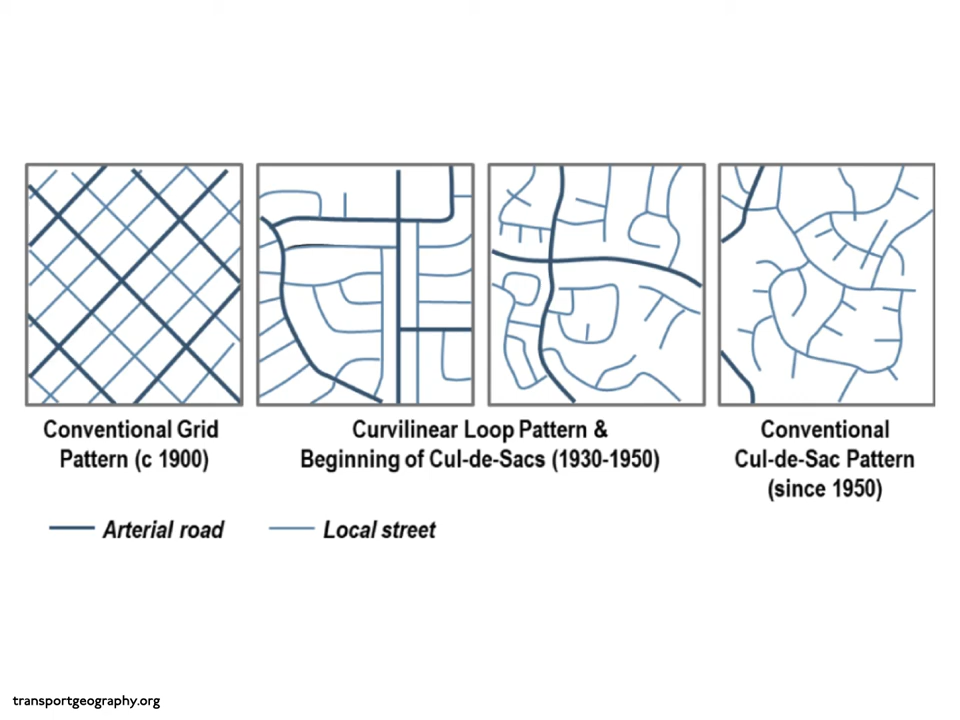 Conventional Grid
Pattern (c 1900)
Curvilinear Loop Pattern &
Beginning of Cul-de-Sacs (1930-1950)
Conventional
Cul-de-Sac Pattern
(since 1950)
Arterial road
Local street
transportgeography.org